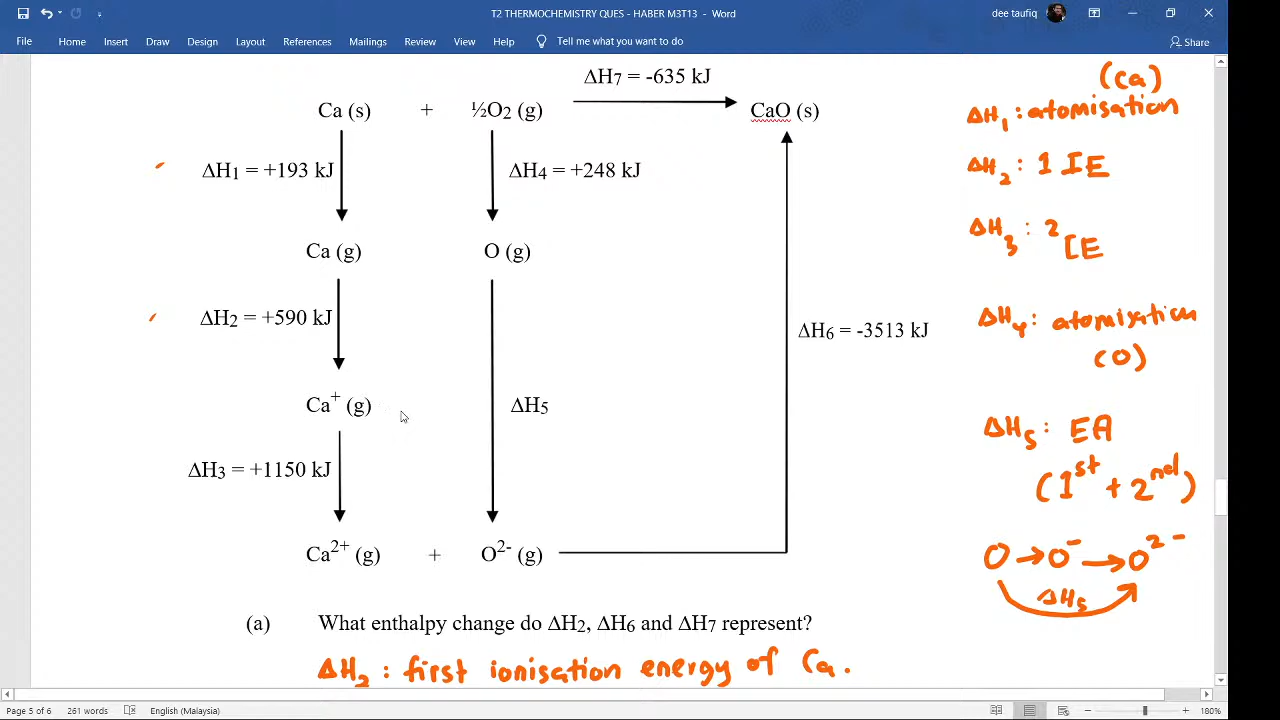 T2 THERMOCHEMISTRY QUES - HABER M3T13 - Word
dee taufiq
File Home Insert Draw Design Layout References Mailings Review View Help Tell me what you want to do
Share
ΔH7 = -635 kJ
Ca (s) + ½O2 (g) CaO (s)
ΔH1 = +193 kJ ΔH4 = +248 kJ
Ca (g) O (g)
ΔH2 = +590 kJ
ΔH6 = -3513 kJ
Ca+ (g) ΔH5
ΔH3 = +1150 kJ
Ca2+ (g) + O2- (g)
(a) What enthalpy change do ΔH2, ΔH6 and ΔH7 represent?
ΔH2 : first ionisation energy of Ca.
(Ca)
ΔH1 : atomisation
ΔH2 : 1 IE
ΔH3 : 2 IE
ΔH4 : atomisation
(O)
ΔH5 : EA
(1st + 2nd)
O → O- → O2-
ΔH5
Page 5 of 6 261 words English (Malaysia) 180%